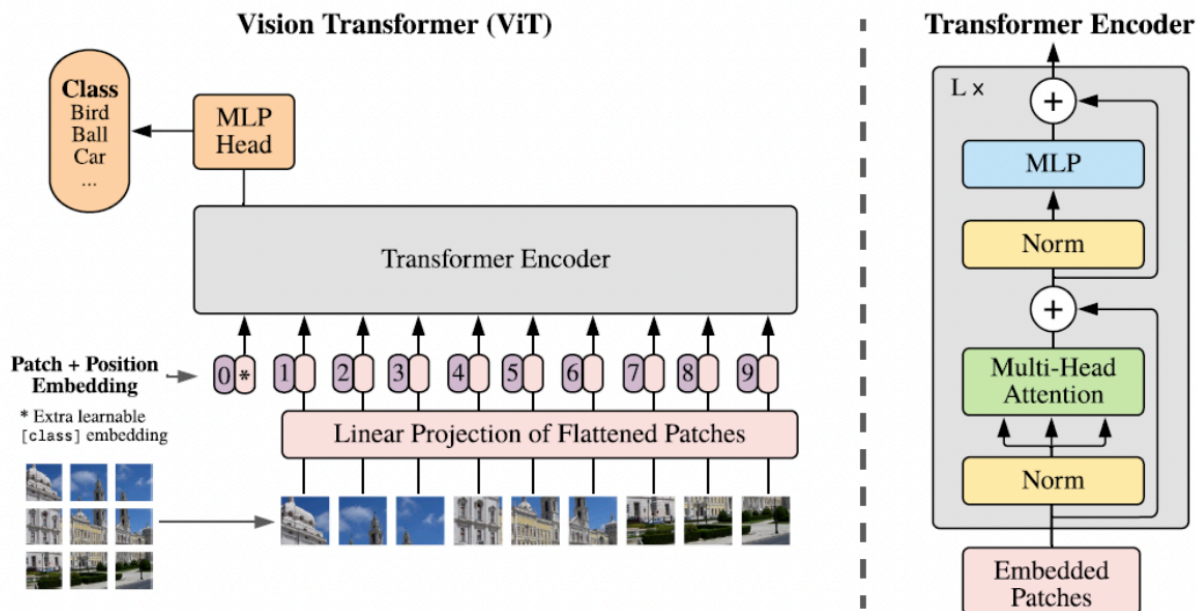 Vision Transformer (ViT)
Class
Bird
Ball
Car
...
MLP
Head
Transformer Encoder
Patch + Position
Embedding
0 * 1 2 3 4 5 6 7 8 9
* Extra learnable
[class] embedding
Linear Projection of Flattened Patches
Transformer Encoder
L ×
+
MLP
Norm
+
Multi-Head
Attention
Norm
Embedded
Patches